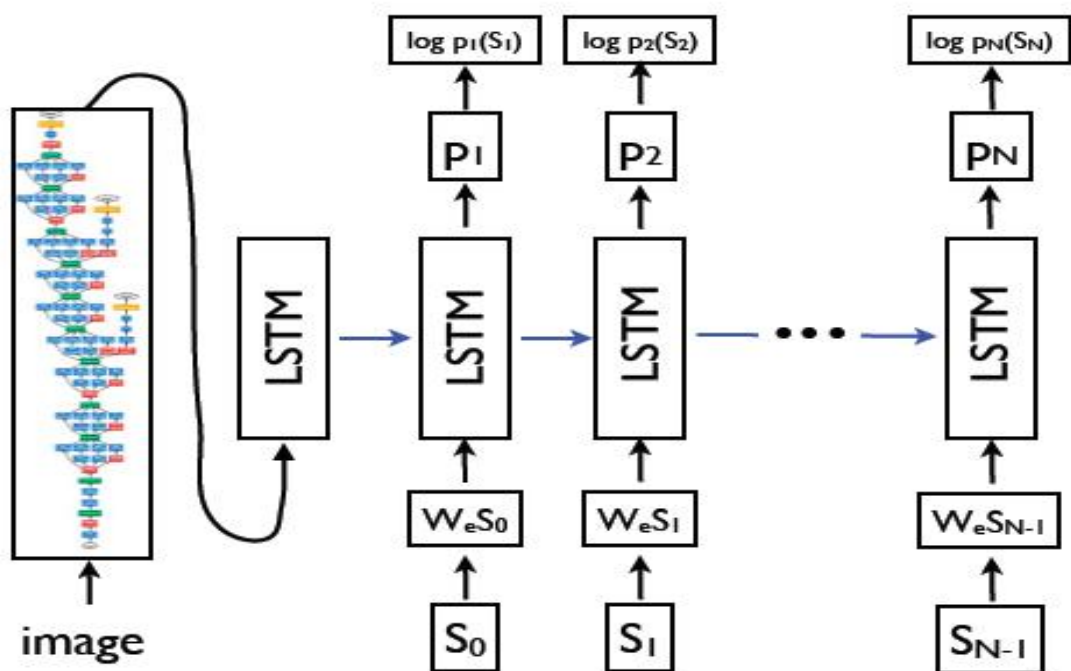 log p₁(S₁) log p₂(S₂) log pN(SN)
p₁ p₂ pN
LSTM LSTM LSTM LSTM
WₑS₀ WₑS₁ WₑSN-1
image S₀ S₁ SN-1